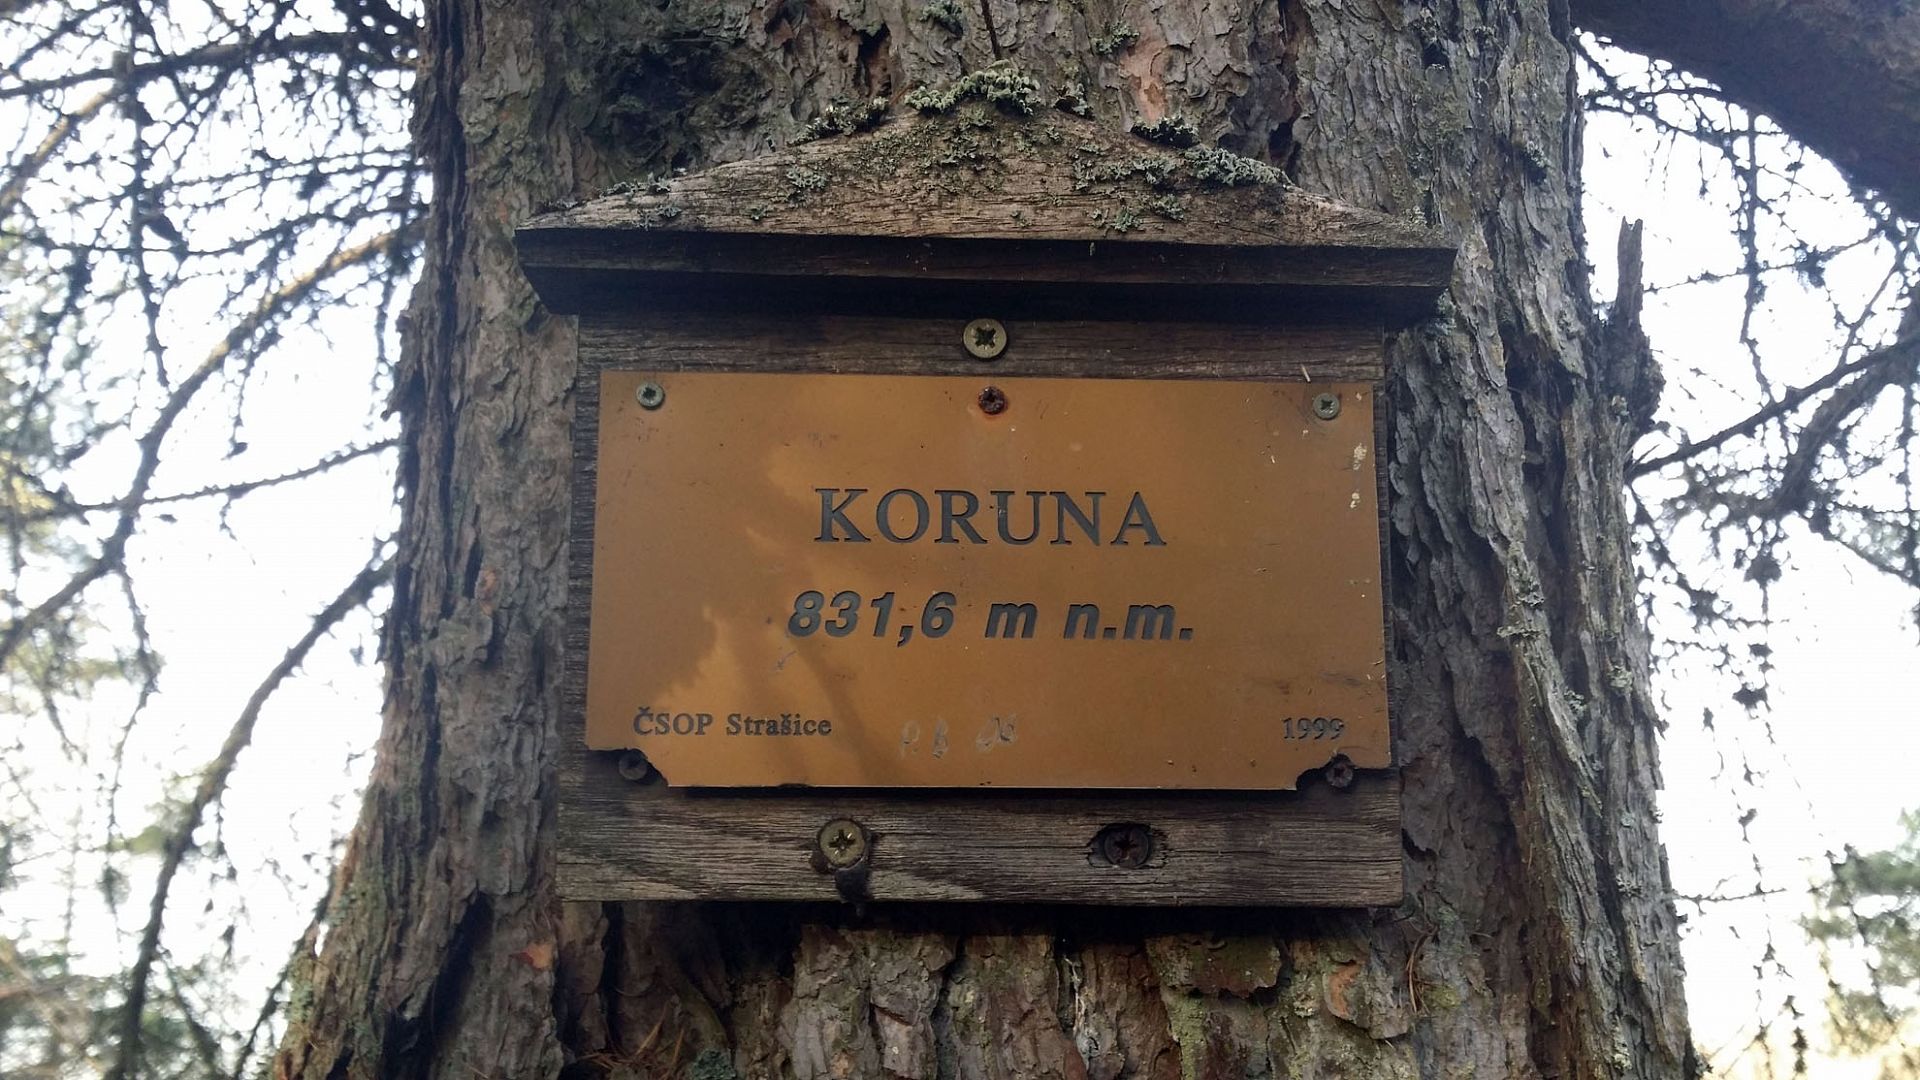 KORUNA
831,6 m n.m.
ČSOP Strašice
1999